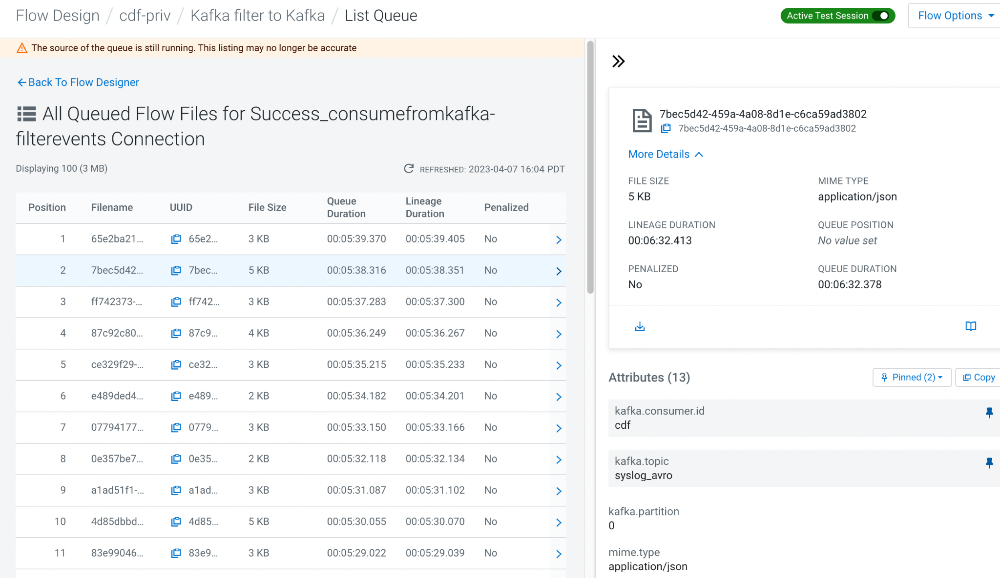 Flow Design / cdf-priv / Kafka filter to Kafka / List Queue
Active Test Session
Flow Options
The source of the queue is still running. This listing may no longer be accurate
Back To Flow Designer
All Queued Flow Files for Success_consumefromkafka-
filterevents Connection
Displaying 100 (3 MB)
REFRESHED: 2023-04-07 16:04 PDT
Position Filename UUID File Size Queue Duration Lineage Duration Penalized
1 65e2ba21... 65e2... 3 KB 00:05:39.370 00:05:39.405 No
2 7bec5d42... 7bec... 5 KB 00:05:38.316 00:05:38.351 No
3 ff742373-... ff742... 3 KB 00:05:37.283 00:05:37.300 No
4 87c92c80... 87c9... 4 KB 00:05:36.249 00:05:36.267 No
5 ce329f29-... ce32... 3 KB 00:05:35.215 00:05:35.233 No
6 e489ded4... e489... 2 KB 00:05:34.182 00:05:34.201 No
7 07794177... 0779... 3 KB 00:05:33.150 00:05:33.166 No
8 0e357be7... 0e35... 2 KB 00:05:32.118 00:05:32.134 No
9 a1ad51f1-... a1ad... 3 KB 00:05:31.087 00:05:31.102 No
10 4d85dbbd... 4d85... 5 KB 00:05:30.055 00:05:30.070 No
11 83e99046... 83e9... 3 KB 00:05:29.022 00:05:29.039 No
7bec5d42-459a-4a08-8d1e-c6ca59ad3802
7bec5d42-459a-4a08-8d1e-c6ca59ad3802
More Details
FILE SIZE
5 KB
MIME TYPE
application/json
LINEAGE DURATION
00:06:32.413
QUEUE POSITION
No value set
PENALIZED
No
QUEUE DURATION
00:06:32.378
Attributes (13)
Pinned (2)
Copy
kafka.consumer.id
cdf
kafka.topic
syslog_avro
kafka.partition
0
mime.type
application/json